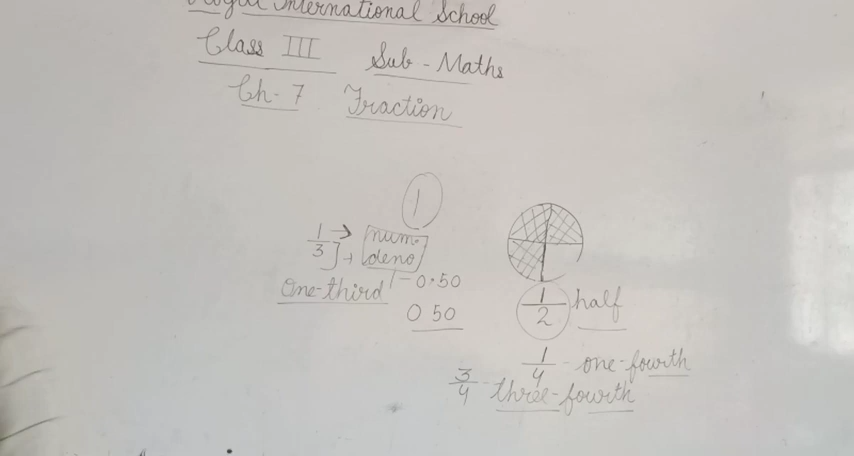 International School
Class III Sub - Maths
Ch - 7 Fraction
1
1/3 → num.
→ deno
One-third
1 - 0.50
0 50
1/2 half
1/4 - one-fourth
3/4 - three-fourth